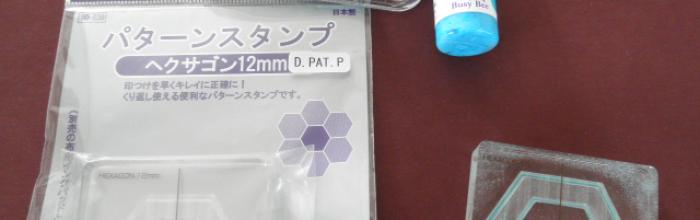 日本製
パターンスタンプ
ヘクサゴン12mm D.PAT.P
印つけを早くキレイに正確に！
くり返し使える便利なパターンスタンプです。
Busy Bee
HEXAGON/12mm
HEXAGON